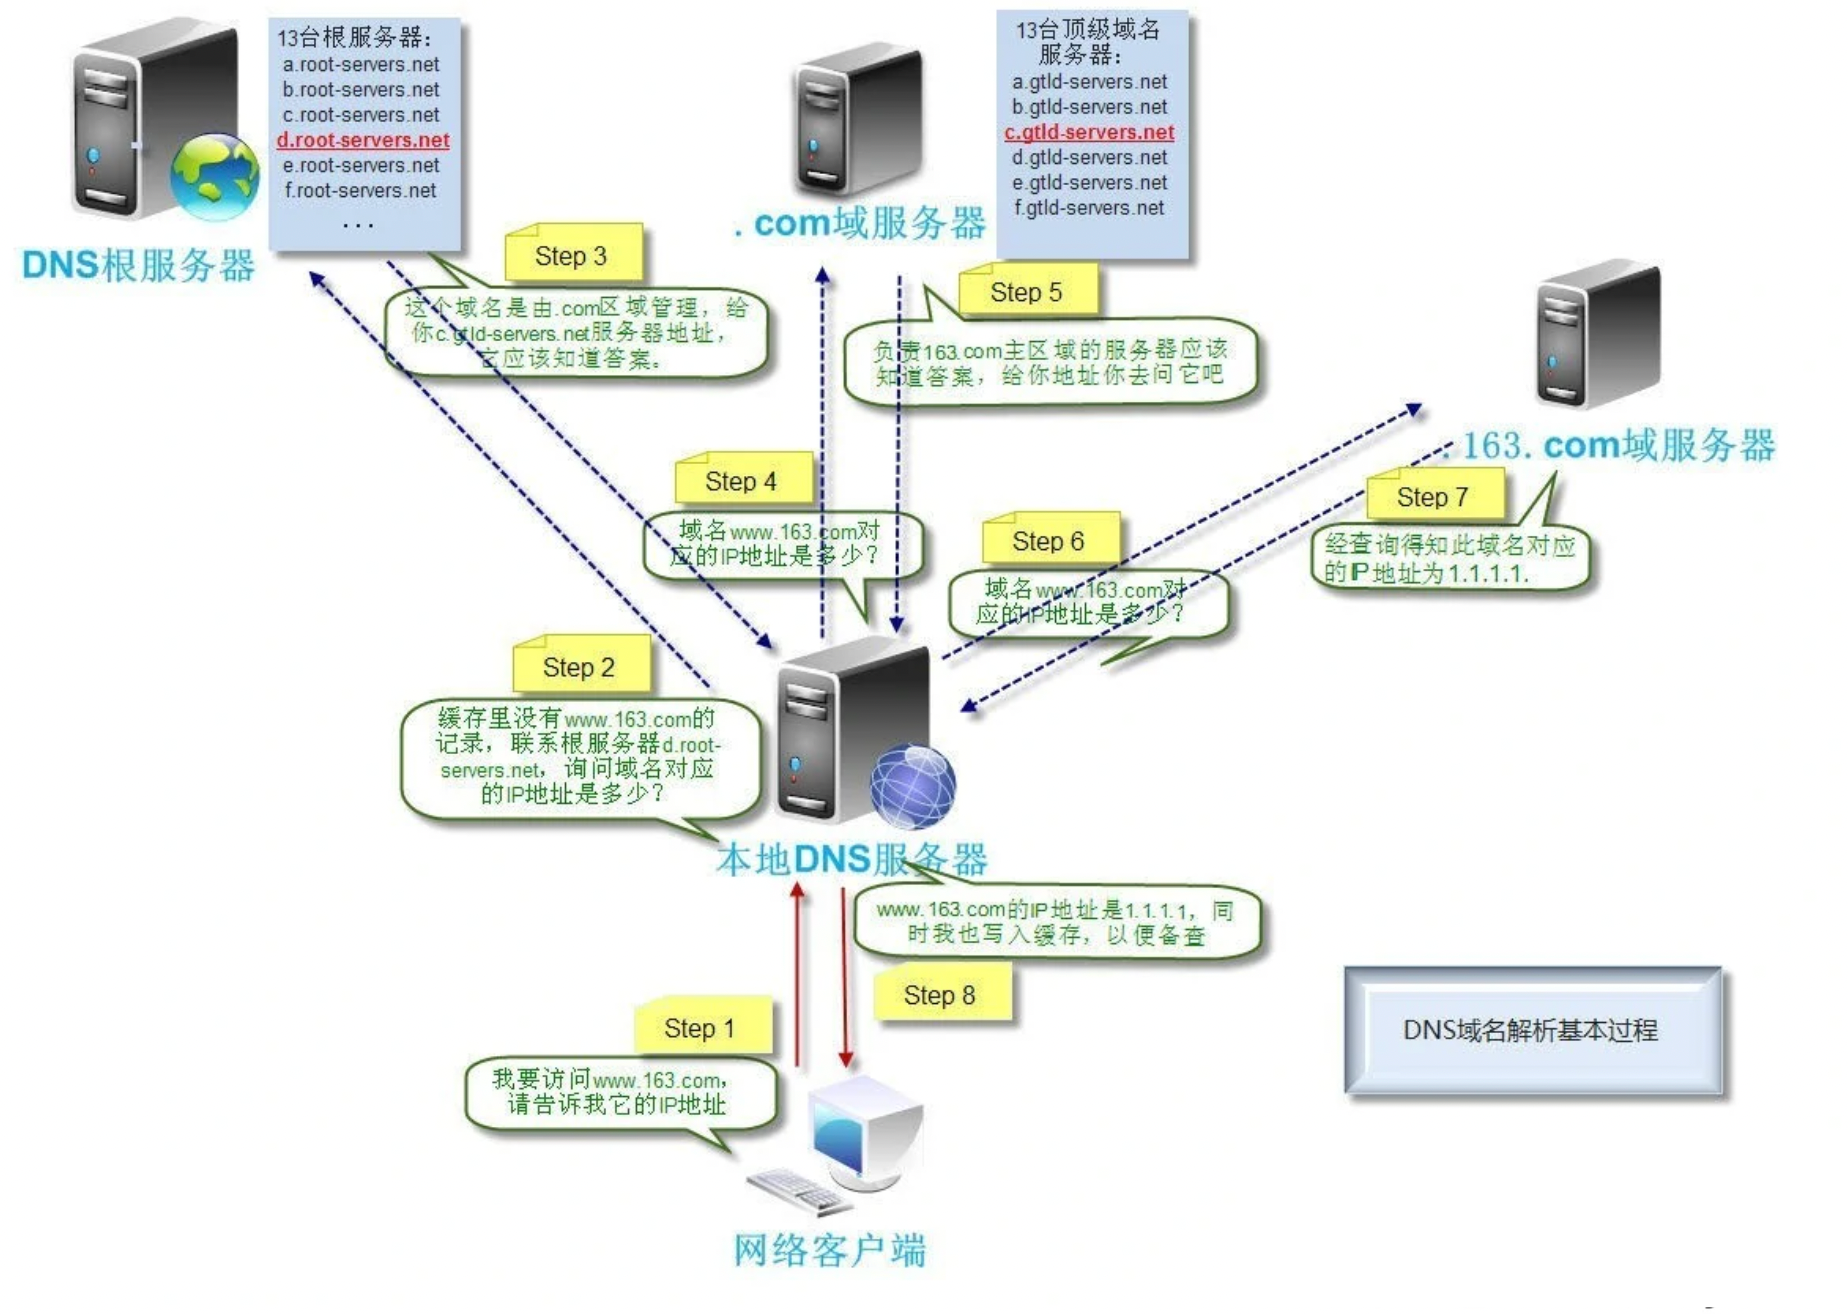 13台根服务器：
a.root-servers.net
b.root-servers.net
c.root-servers.net
d.root-servers.net
e.root-servers.net
f.root-servers.net
...
DNS根服务器
13台顶级域名
服务器：
a.gtld-servers.net
b.gtld-servers.net
c.gtld-servers.net
d.gtld-servers.net
e.gtld-servers.net
f.gtld-servers.net
.com域服务器
Step 3
这个域名是由.com区域管理，给
你c.gtld-servers.net服务器地址，
它应该知道答案。
Step 5
负责163.com主区域的服务器应该
知道答案，给你地址你去问它吧
.163.com域服务器
Step 4
域名www.163.com对
应的IP地址是多少？
Step 6
域名www.163.com对
应的IP地址是多少？
Step 7
经查询得知此域名对应
的IP地址为1.1.1.1.
Step 2
缓存里没有www.163.com的
记录，联系根服务器d.root-
servers.net，询问域名对应
的IP地址是多少？
本地DNS服务器
www.163.com的IP地址是1.1.1.1，同
时我也写入缓存，以便备查
Step 8
Step 1
我要访问www.163.com，
请告诉我它的IP地址
网络客户端
DNS域名解析基本过程